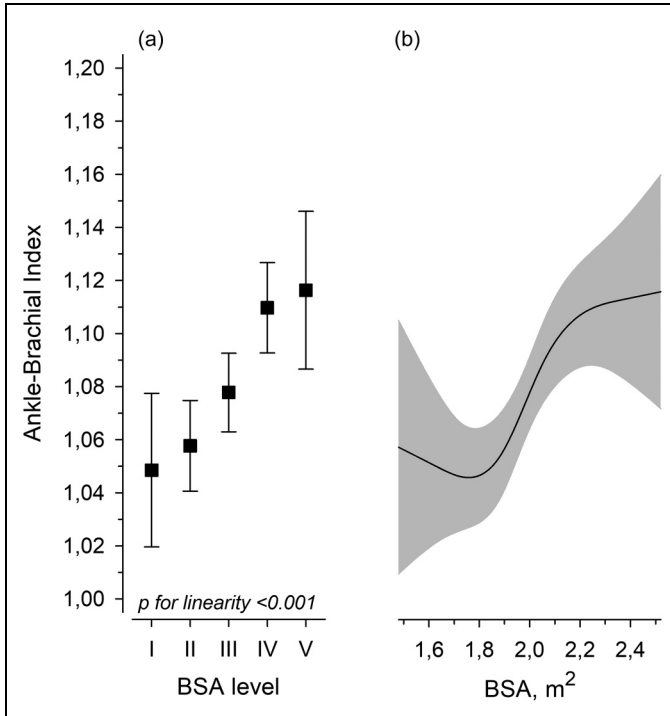 (a)
(b)
Ankle-Brachial Index
1,20
1,18
1,16
1,14
1,12
1,10
1,08
1,06
1,04
1,02
1,00
p for linearity <0.001
I II III IV V
BSA level
1,6 1,8 2,0 2,2 2,4
BSA, m²